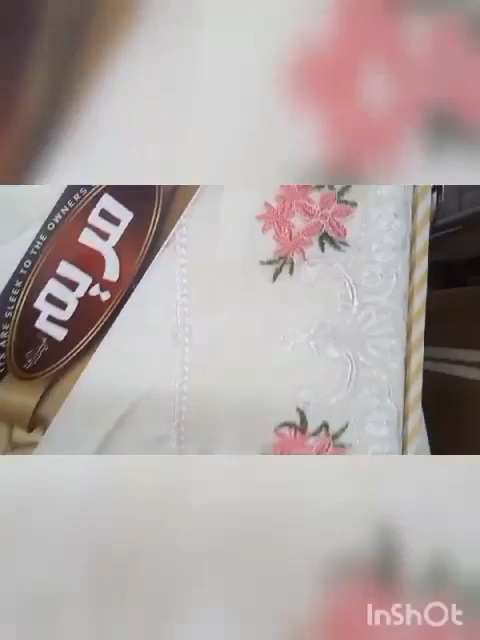 مريم
ARE SLEEK TO THE OWNERS
InShOt